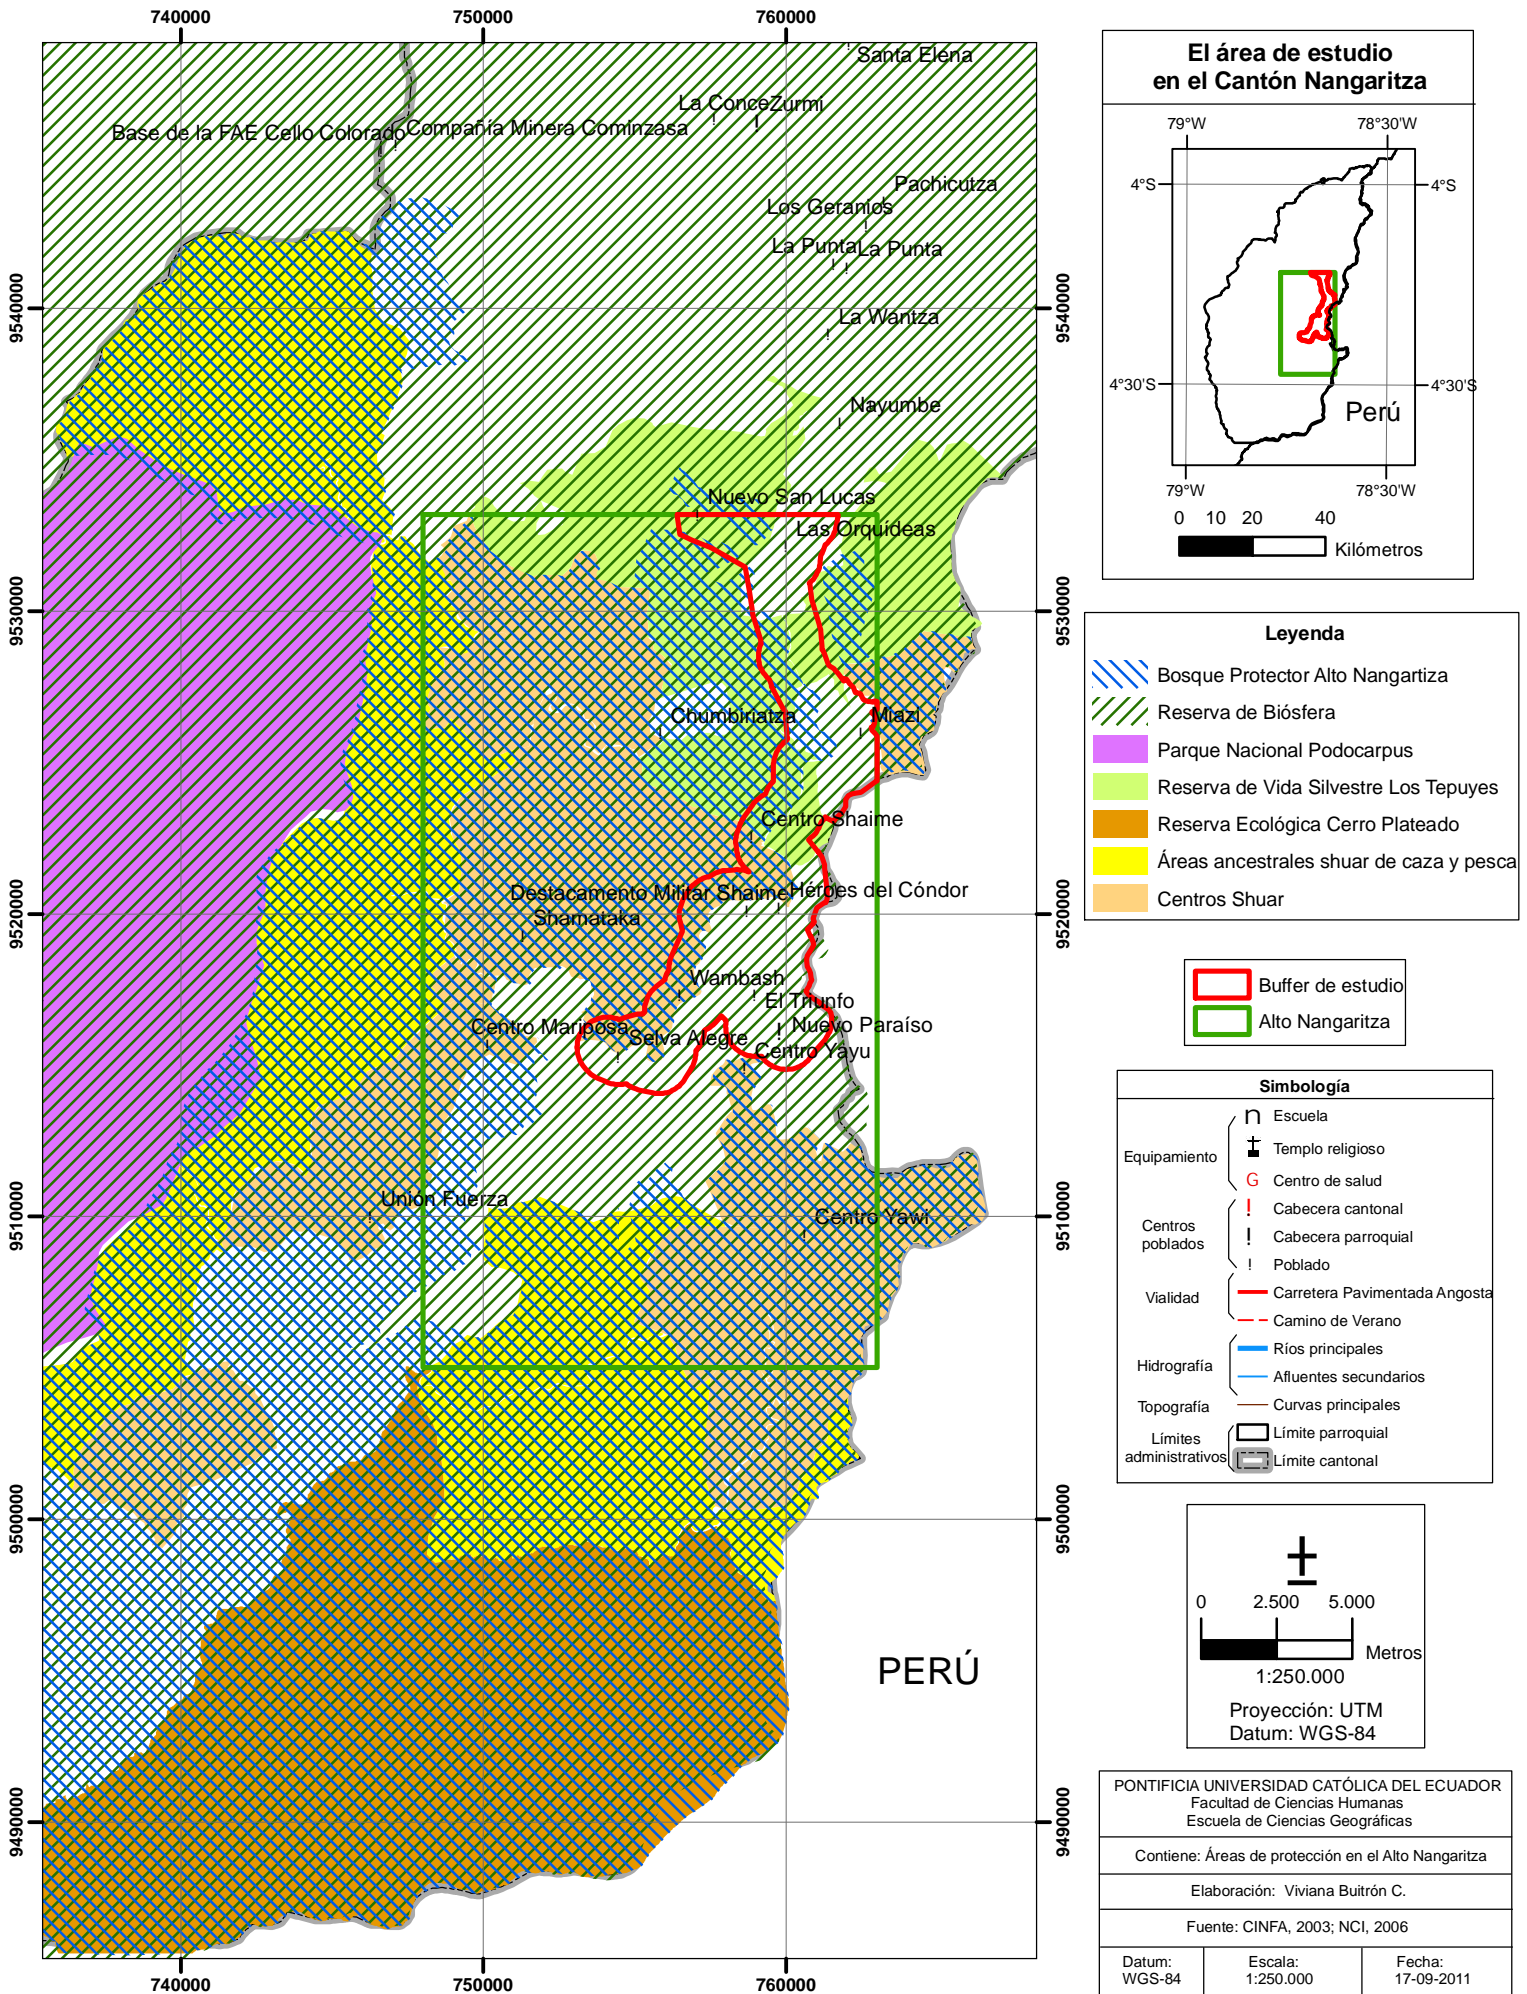 740000
750000
760000
Santa Elena
La Conce
Zurmi
Base de la FAE Cello Colorado
Compañía Minera Cominzasa
Pachicutza
Los Geranios
La Punta
La Punta
9540000
9540000
La Wantza
Nayumbe
Nuevo San Lucas
Las Orquídeas
9530000
9530000
Chumbiriatza
Miazi
Centro Shaime
Destacamento Militar Shaime
Héroes del Cóndor
Shamataka
9520000
9520000
Wambash
El Triunfo
Centro Mariposa
Selva Alegre
Nuevo Paraíso
Centro Yayu
Unión Fuerza
Centro Yawi
9510000
9510000
9500000
9500000
PERÚ
9490000
9490000
740000
750000
760000
El área de estudio
en el Cantón Nangaritza
79°W
78°30'W
4°S
4°S
4°30'S
4°30'S
Perú
79°W
78°30'W
0 10 20 40
Kilómetros
Leyenda
Bosque Protector Alto Nangartiza
Reserva de Biósfera
Parque Nacional Podocarpus
Reserva de Vida Silvestre Los Tepuyes
Reserva Ecológica Cerro Plateado
Áreas ancestrales shuar de caza y pesca
Centros Shuar
Buffer de estudio
Alto Nangaritza
Simbología
Equipamiento
Escuela
Templo religioso
G Centro de salud
Centros
poblados
! Cabecera cantonal
! Cabecera parroquial
! Poblado
Vialidad
Carretera Pavimentada Angosta
Camino de Verano
Hidrografía
Ríos principales
Afluentes secundarios
Topografía
Curvas principales
Límites
administrativos
Límite parroquial
Límite cantonal
0 2.500 5.000
Metros
1:250.000
Proyección: UTM
Datum: WGS-84
PONTIFICIA UNIVERSIDAD CATÓLICA DEL ECUADOR
Facultad de Ciencias Humanas
Escuela de Ciencias Geográficas
Contiene: Áreas de protección en el Alto Nangaritza
Elaboración: Viviana Buitrón C.
Fuente: CINFA, 2003; NCI, 2006
Datum:
WGS-84
Escala:
1:250.000
Fecha:
17-09-2011